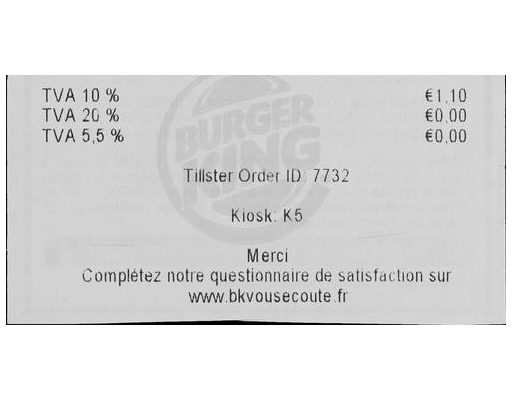 BURGER
KING
TVA 10 % €1,10
TVA 20 % €0,00
TVA 5,5 % €0,00
Tillster Order ID: 7732
Kiosk: K5
Merci
Complétez notre questionnaire de satisfaction sur
www.bkvousecoute.fr